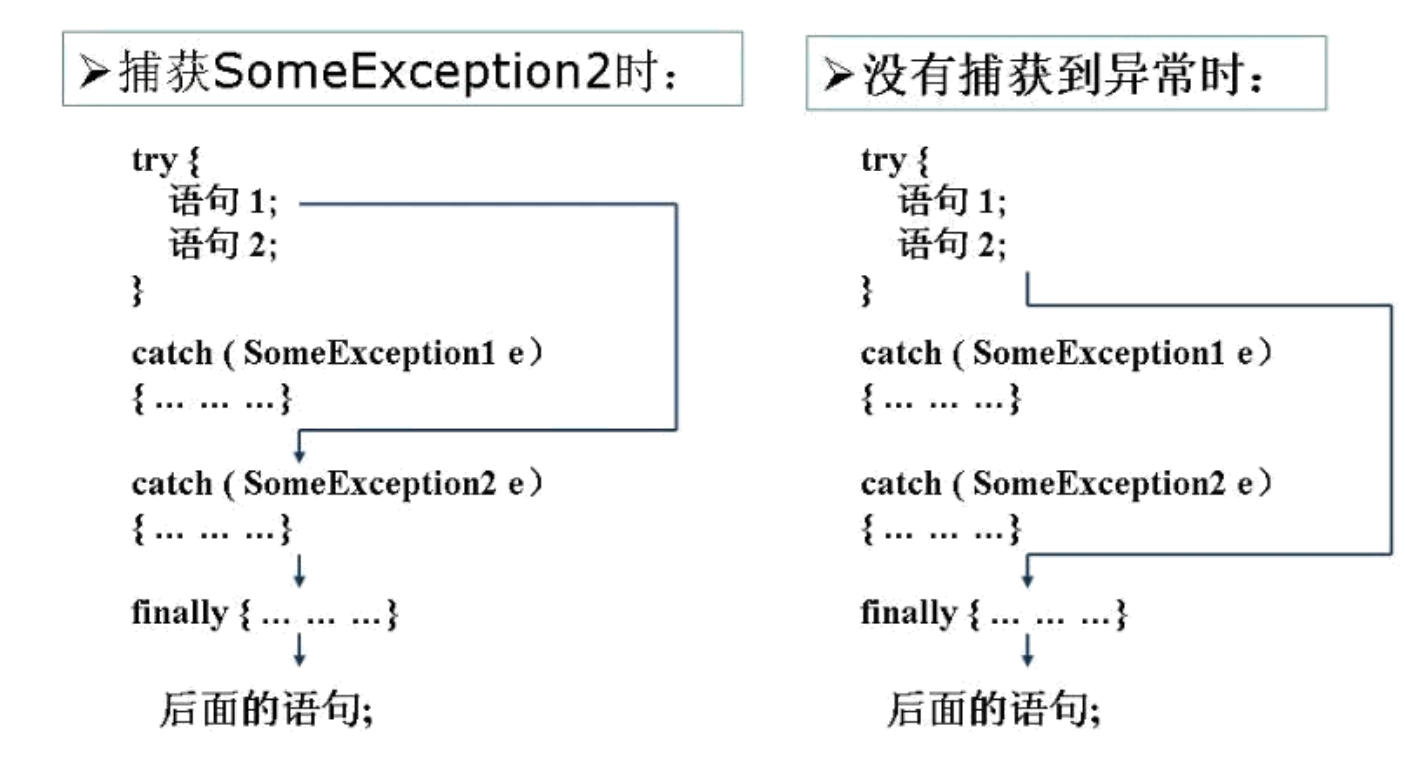 ➢捕获SomeException2时：
try {
语句 1;
语句 2;
}
catch ( SomeException1 e）
{ ... ... ...}
catch ( SomeException2 e）
{ ... ... ...}
finally { ... ... ...}
后面的语句;
➢没有捕获到异常时：
try {
语句 1;
语句 2;
}
catch ( SomeException1 e）
{ ... ... ...}
catch ( SomeException2 e）
{ ... ... ...}
finally { ... ... ...}
后面的语句;